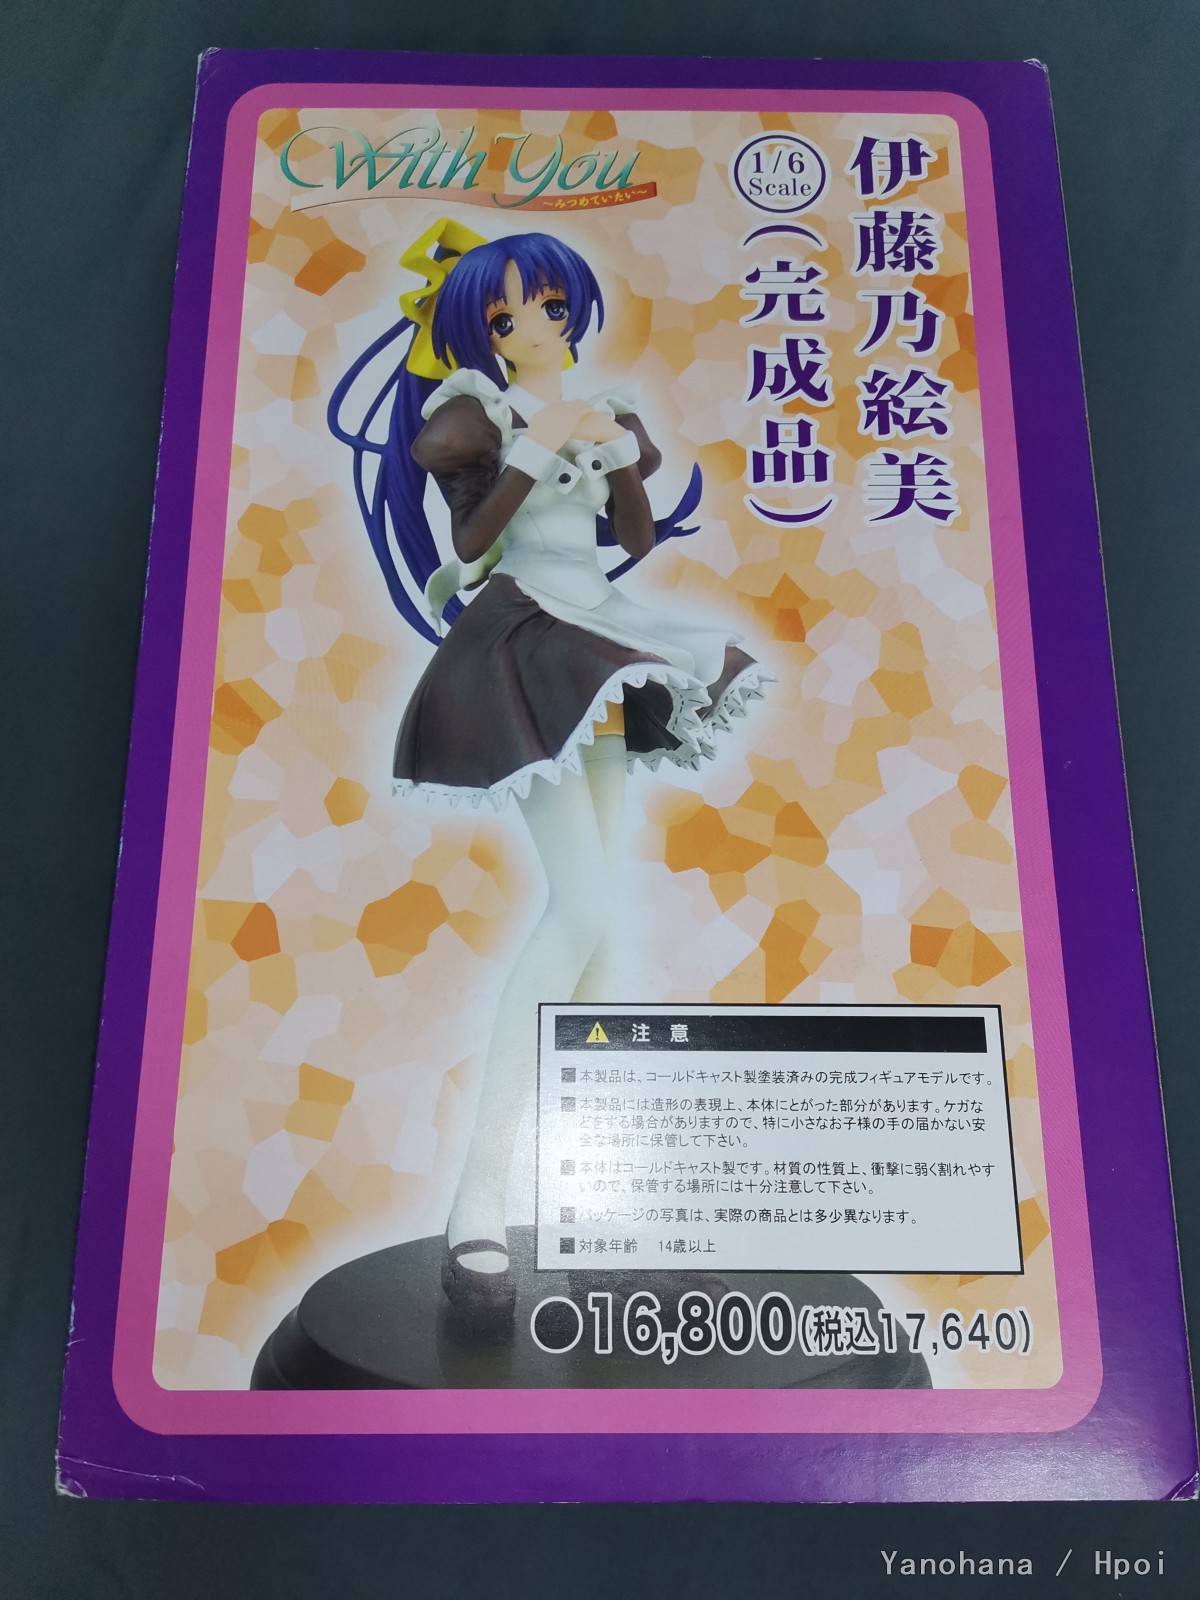 With You
～みつめていたい～
1/6
Scale
伊藤乃絵美
（完成品）
注意
■本製品は、コールドキャスト製塗装済みの完成フィギュアモデルです。
■本製品には造形の表現上、本体にとがった部分があります。ケガな
どをする場合がありますので、特に小さなお子様の手の届かない安
全な場所に保管して下さい。
■本体はコールドキャスト製です。材質の性質上、衝撃に弱く割れやす
いので、保管する場所には十分注意して下さい。
■パッケージの写真は、実際の商品とは多少異なります。
■対象年齢 14歳以上
●16,800(税込17,640)
Yanohana / Hpoi